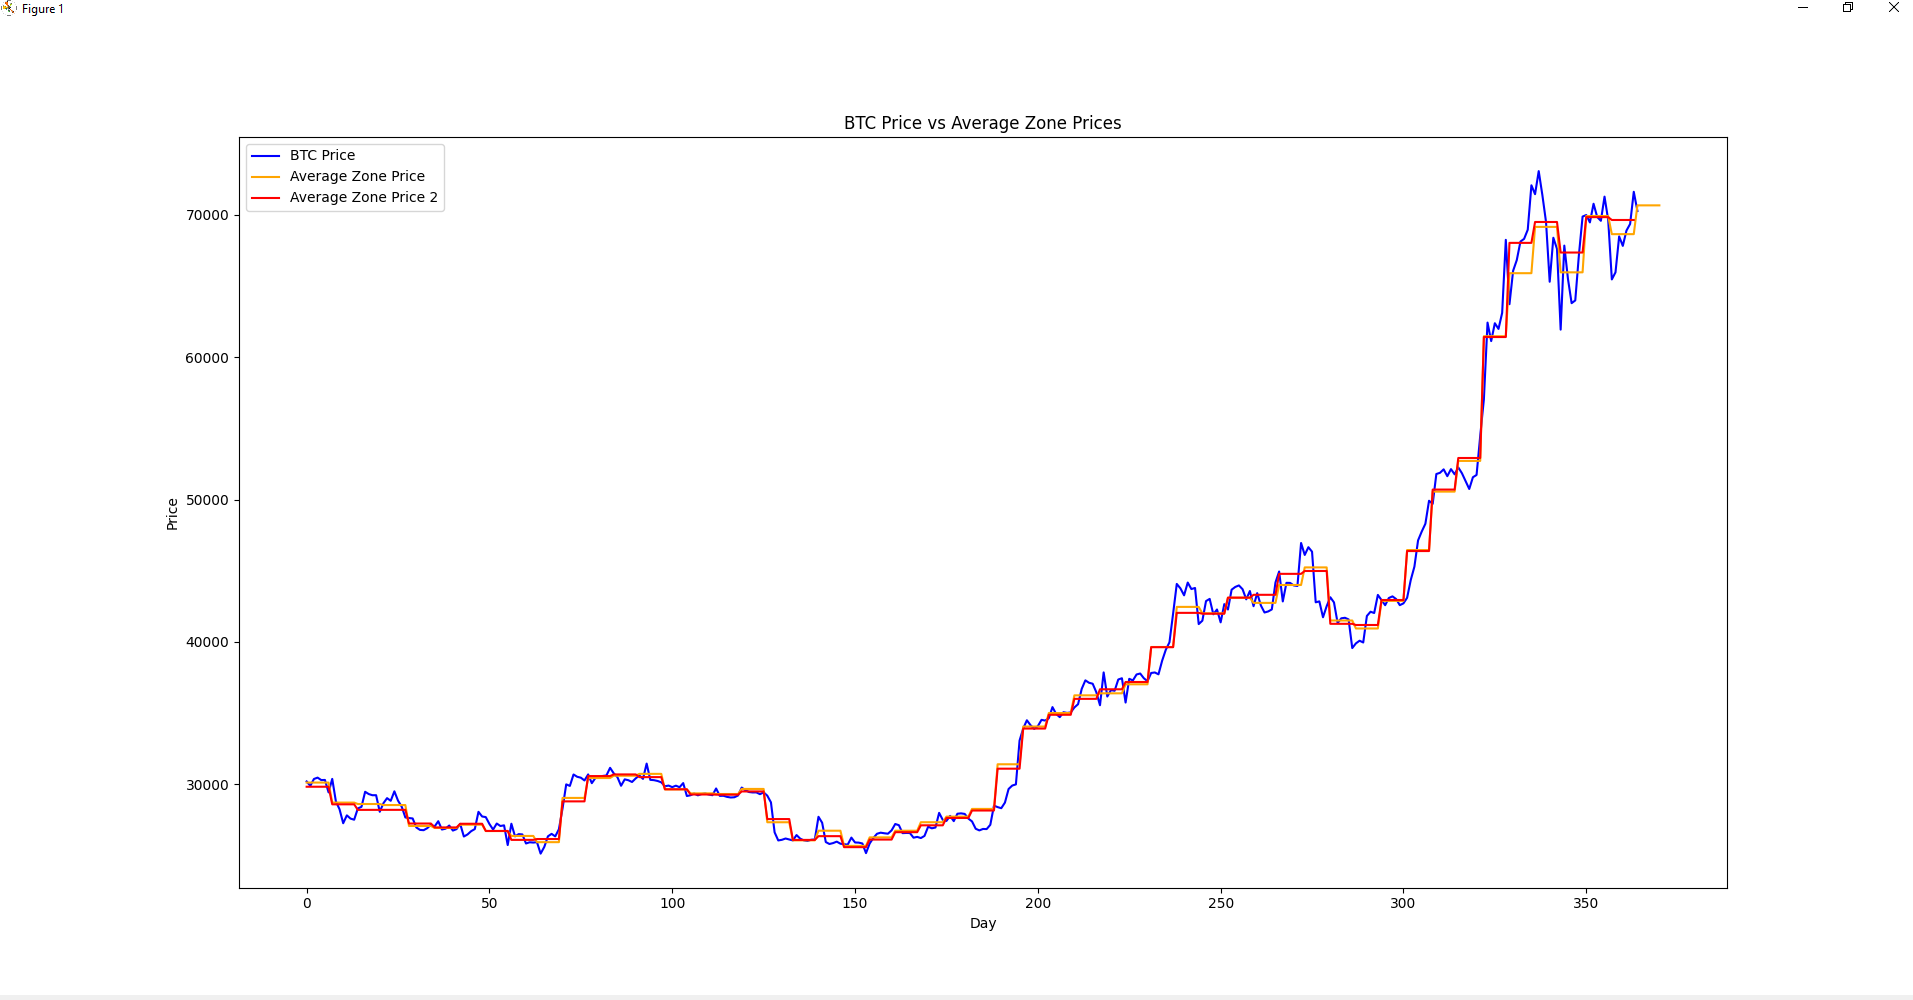 Figure 1
BTC Price vs Average Zone Prices
BTC Price
Average Zone Price
Average Zone Price 2
Price
70000
60000
50000
40000
30000
0 50 100 150 200 250 300 350
Day